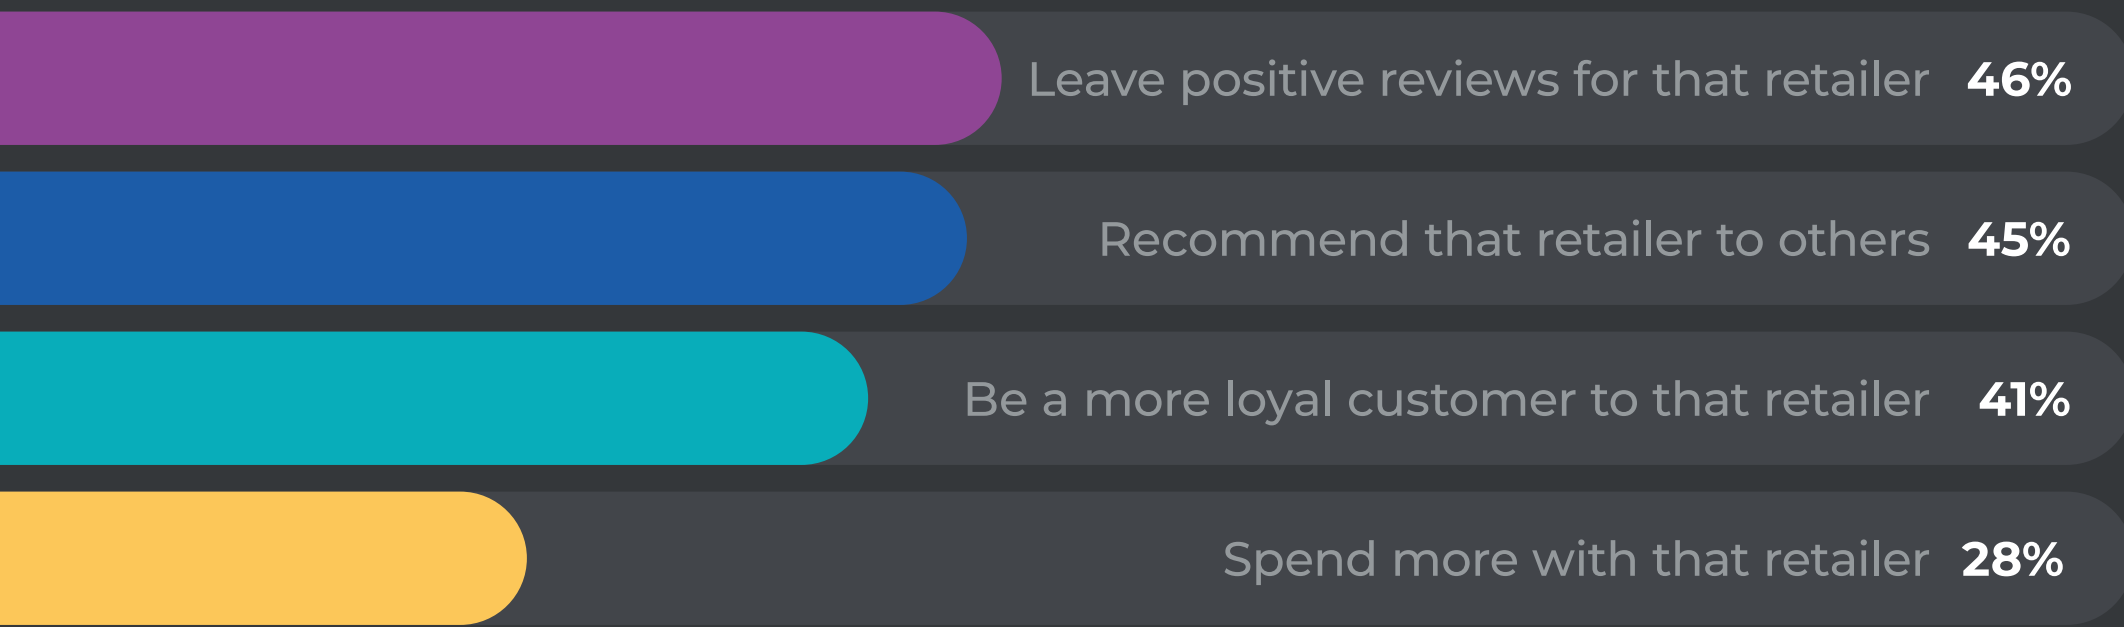 Leave positive reviews for that retailer 46%
Recommend that retailer to others 45%
Be a more loyal customer to that retailer 41%
Spend more with that retailer 28%